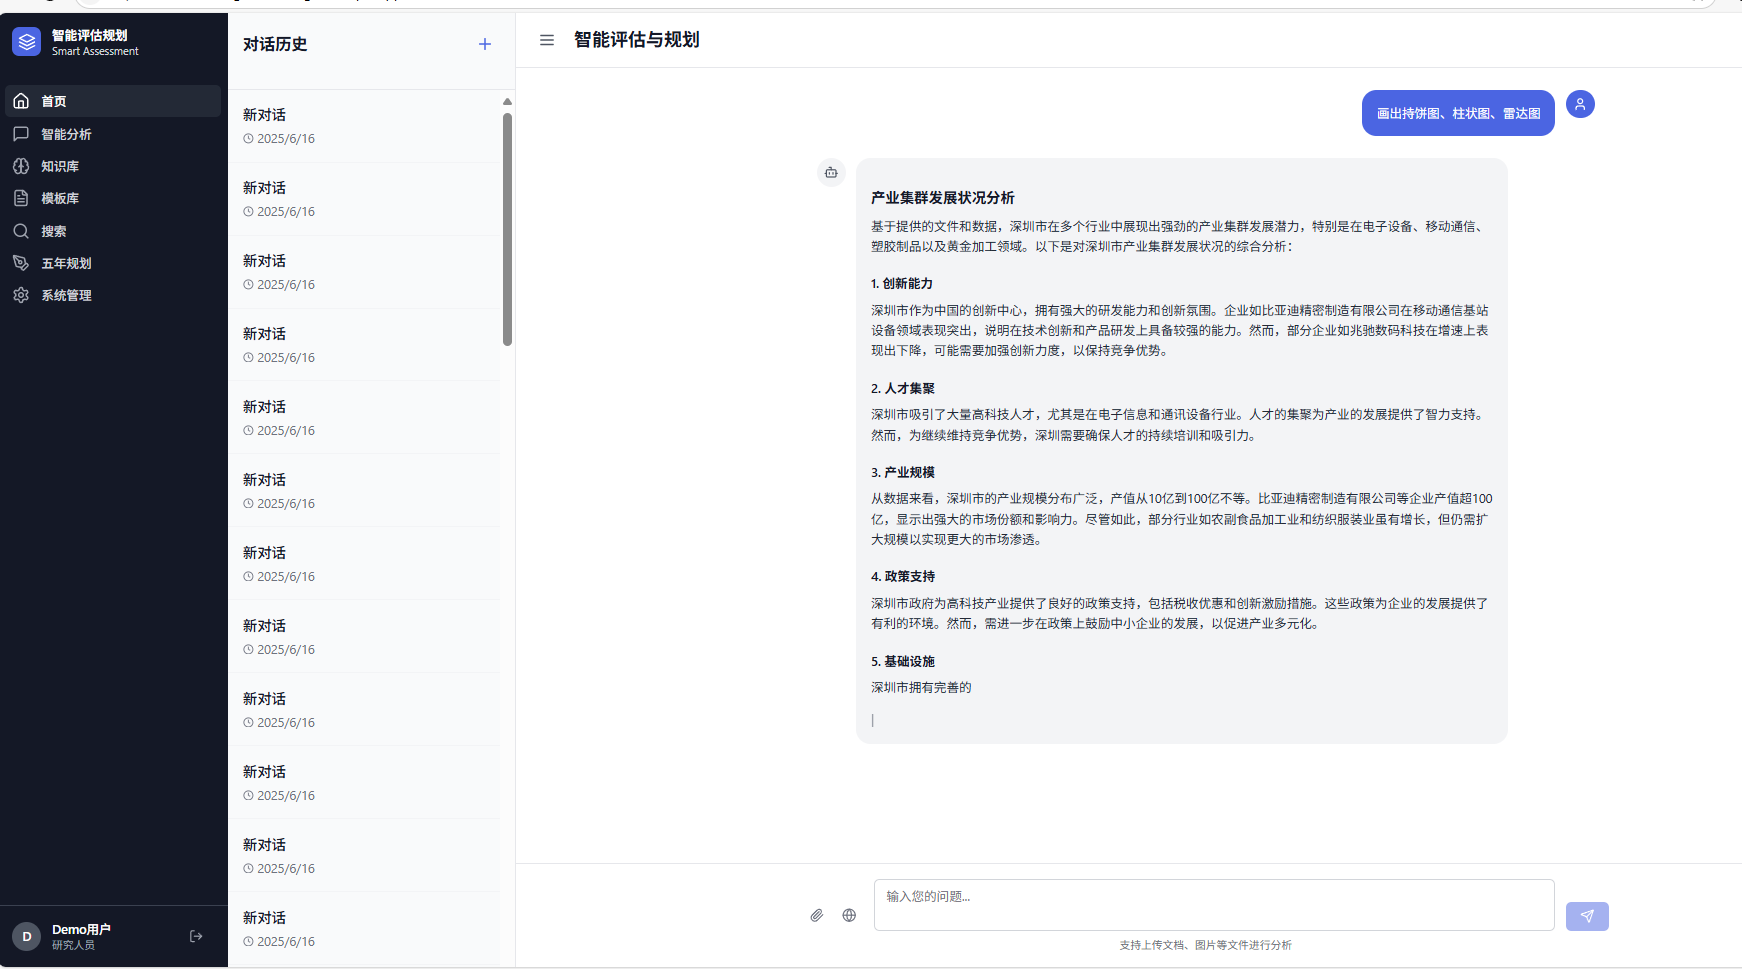 智能评估规划
Smart Assessment
首页
智能分析
知识库
模板库
搜索
五年规划
系统管理
D
Demo用户
研究人员
对话历史
新对话
2025/6/16
新对话
2025/6/16
新对话
2025/6/16
新对话
2025/6/16
新对话
2025/6/16
新对话
2025/6/16
新对话
2025/6/16
新对话
2025/6/16
新对话
2025/6/16
新对话
2025/6/16
新对话
2025/6/16
新对话
2025/6/16
智能评估与规划
画出持饼图、柱状图、雷达图
产业集群发展状况分析
基于提供的文件和数据，深圳市在多个行业中展现出强劲的产业集群发展潜力，特别是在电子设备、移动通信、
塑胶制品以及黄金加工领域。以下是对深圳市产业集群发展状况的综合分析：
1. 创新能力
深圳市作为中国的创新中心，拥有强大的研发能力和创新氛围。企业如比亚迪精密制造有限公司在移动通信基站
设备领域表现突出，说明在技术创新和产品研发上具备较强的能力。然而，部分企业如兆驰数码科技在增速上表
现出下降，可能需要加强创新力度，以保持竞争优势。
2. 人才集聚
深圳市吸引了大量高科技人才，尤其是在电子信息和通讯设备行业。人才的集聚为产业的发展提供了智力支持。
然而，为继续维持竞争优势，深圳需要确保人才的持续培训和吸引力。
3. 产业规模
从数据来看，深圳市的产业规模分布广泛，产值从10亿到100亿不等。比亚迪精密制造有限公司等企业产值超100
亿，显示出强大的市场份额和影响力。尽管如此，部分行业如农副食品加工业和纺织服装业虽有增长，但仍需扩
大规模以实现更大的市场渗透。
4. 政策支持
深圳市政府为高科技产业提供了良好的政策支持，包括税收优惠和创新激励措施。这些政策为企业的发展提供了
有利的环境。然而，需进一步在政策上鼓励中小企业的发展，以促进产业多元化。
5. 基础设施
深圳市拥有完善的
输入您的问题...
支持上传文档、图片等文件进行分析